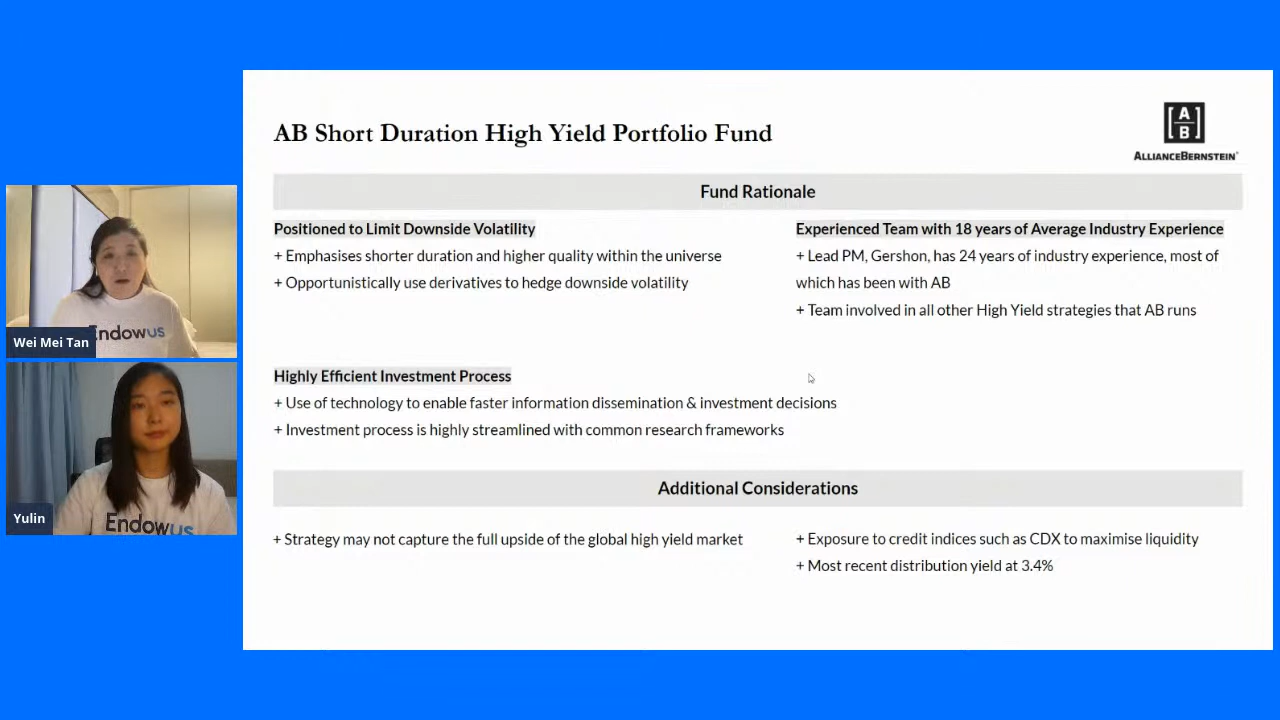 AB Short Duration High Yield Portfolio Fund
[A
B]
ALLIANCEBERNSTEIN
Fund Rationale
Positioned to Limit Downside Volatility
+ Emphasises shorter duration and higher quality within the universe
+ Opportunistically use derivatives to hedge downside volatility
Experienced Team with 18 years of Average Industry Experience
+ Lead PM, Gershon, has 24 years of industry experience, most of
which has been with AB
+ Team involved in all other High Yield strategies that AB runs
Highly Efficient Investment Process
+ Use of technology to enable faster information dissemination & investment decisions
+ Investment process is highly streamlined with common research frameworks
Additional Considerations
+ Strategy may not capture the full upside of the global high yield market
+ Exposure to credit indices such as CDX to maximise liquidity
+ Most recent distribution yield at 3.4%
Endowus
Wei Mei Tan
Endowus
Yulin